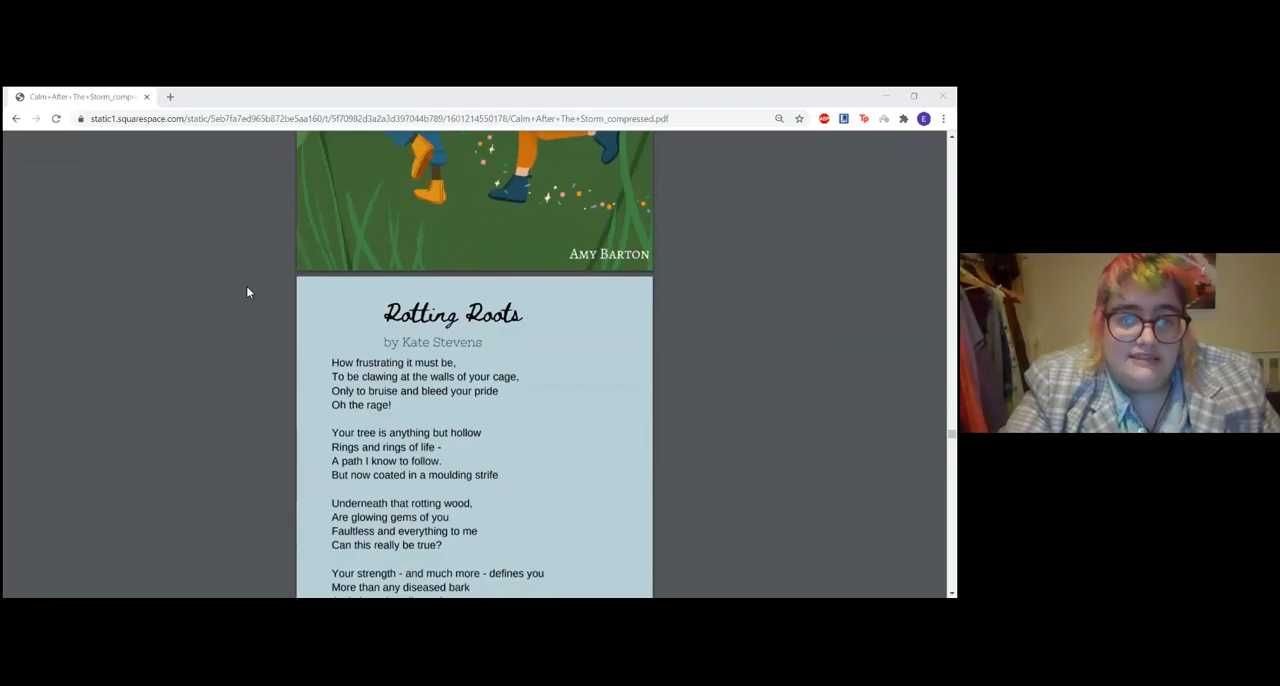 Calm+After+The+Storm_compre
static1.squarespace.com/static/5eb7fa7ed965b872be5aa160/t/5f70982d3a2a3d397044b789/1601214550178/Calm+After+The+Storm_compressed.pdf
ABP
Tp
E
AMY BARTON
Rotting Roots
by Kate Stevens
How frustrating it must be,
To be clawing at the walls of your cage,
Only to bruise and bleed your pride
Oh the rage!
Your tree is anything but hollow
Rings and rings of life -
A path I know to follow.
But now coated in a moulding strife
Underneath that rotting wood,
Are glowing gems of you
Faultless and everything to me
Can this really be true?
Your strength - and much more - defines you
More than any diseased bark